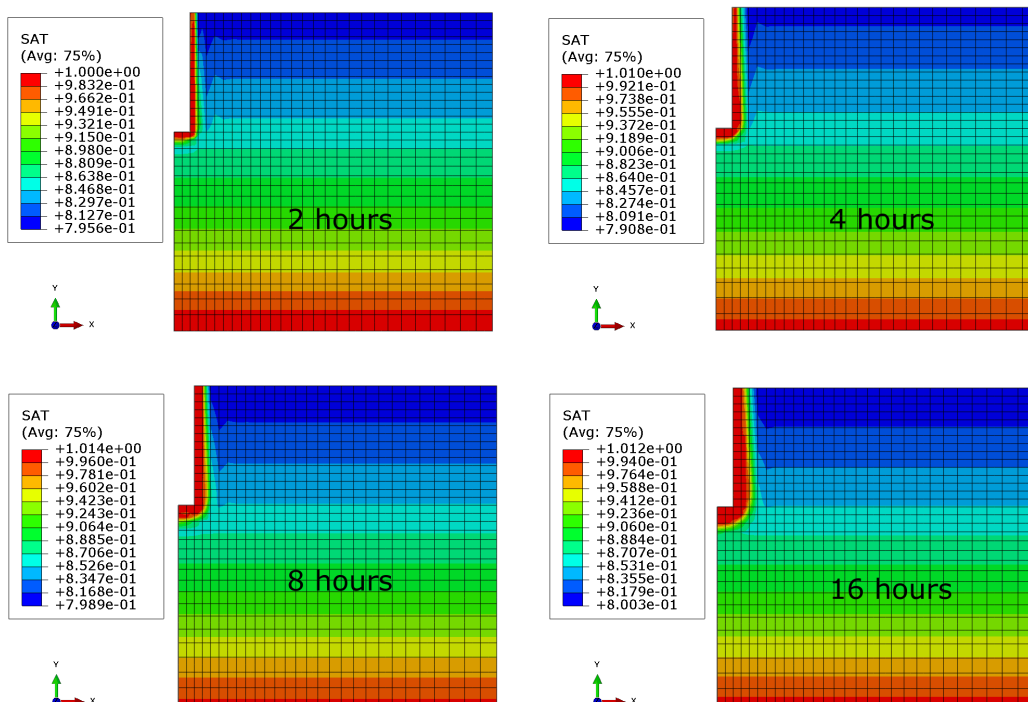 SAT
(Avg: 75%)
+1.000e+00
+9.832e-01
+9.662e-01
+9.491e-01
+9.321e-01
+9.150e-01
+8.980e-01
+8.809e-01
+8.638e-01
+8.468e-01
+8.297e-01
+8.127e-01
+7.956e-01
2 hours
Y
X
SAT
(Avg: 75%)
+1.010e+00
+9.921e-01
+9.738e-01
+9.555e-01
+9.372e-01
+9.189e-01
+9.006e-01
+8.823e-01
+8.640e-01
+8.457e-01
+8.274e-01
+8.091e-01
+7.908e-01
4 hours
Y
X
SAT
(Avg: 75%)
+1.014e+00
+9.960e-01
+9.781e-01
+9.602e-01
+9.423e-01
+9.243e-01
+9.064e-01
+8.885e-01
+8.706e-01
+8.526e-01
+8.347e-01
+8.168e-01
+7.989e-01
8 hours
Y
X
SAT
(Avg: 75%)
+1.012e+00
+9.940e-01
+9.764e-01
+9.588e-01
+9.412e-01
+9.236e-01
+9.060e-01
+8.884e-01
+8.707e-01
+8.531e-01
+8.355e-01
+8.179e-01
+8.003e-01
16 hours
Y
X